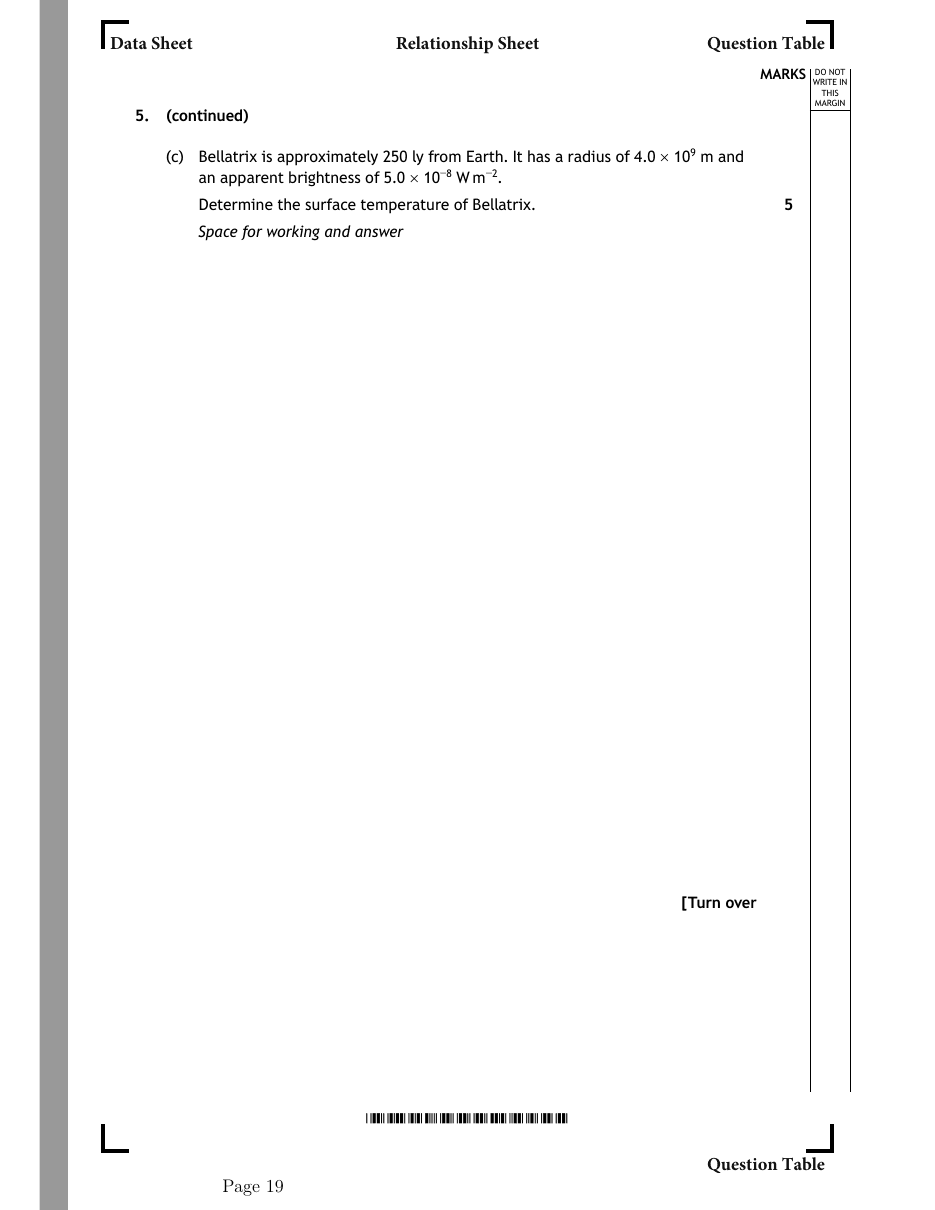 Data Sheet Relationship Sheet Question Table
MARKS
DO NOT
WRITE IN
THIS
MARGIN
5. (continued)
(c) Bellatrix is approximately 250 ly from Earth. It has a radius of 4.0 × 10⁹ m and
an apparent brightness of 5.0 × 10⁻⁸ W m⁻².
Determine the surface temperature of Bellatrix. 5
Space for working and answer
[Turn over
Question Table
Page 19